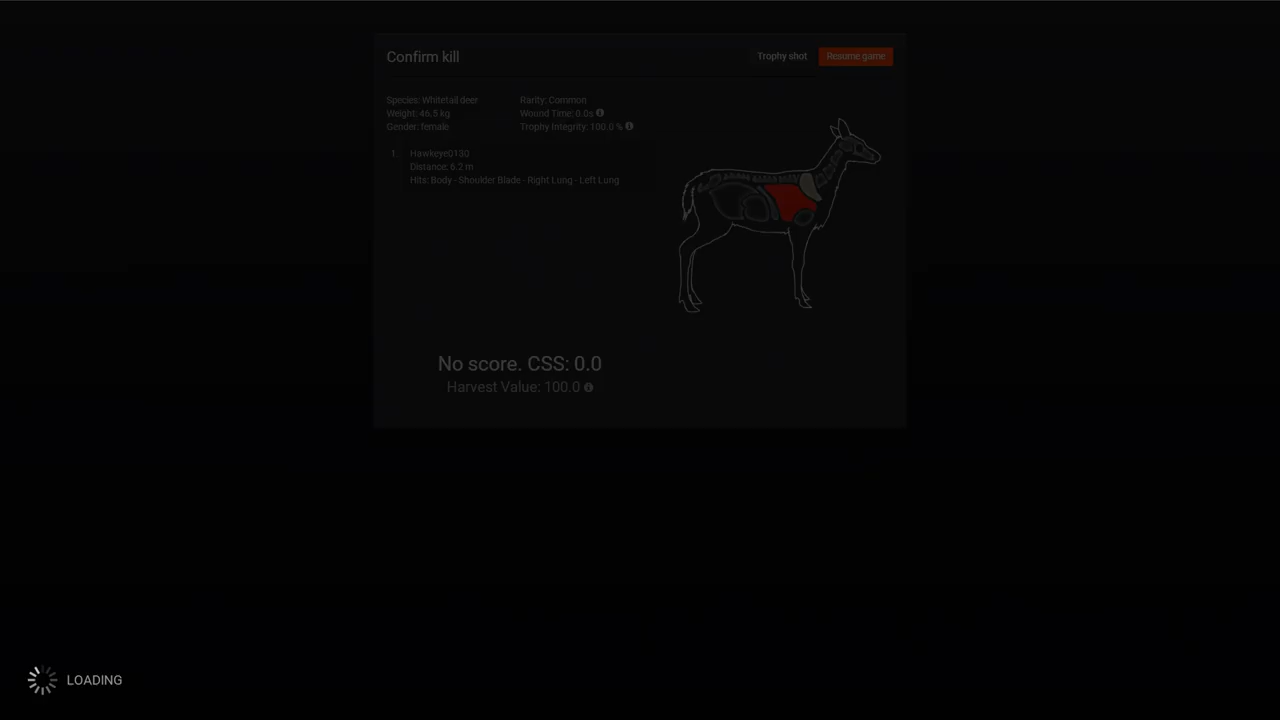 Confirm kill
Trophy shot
Resume game
Species: Whitetail deer
Weight: 46.5 kg
Gender: female
Rarity: Common
Wound Time: 0.0s
Trophy Integrity: 100.0 %
1. Hawkeye0130
Distance: 6.2 m
Hits: Body - Shoulder Blade - Right Lung - Left Lung
No score. CSS: 0.0
Harvest Value: 100.0
LOADING